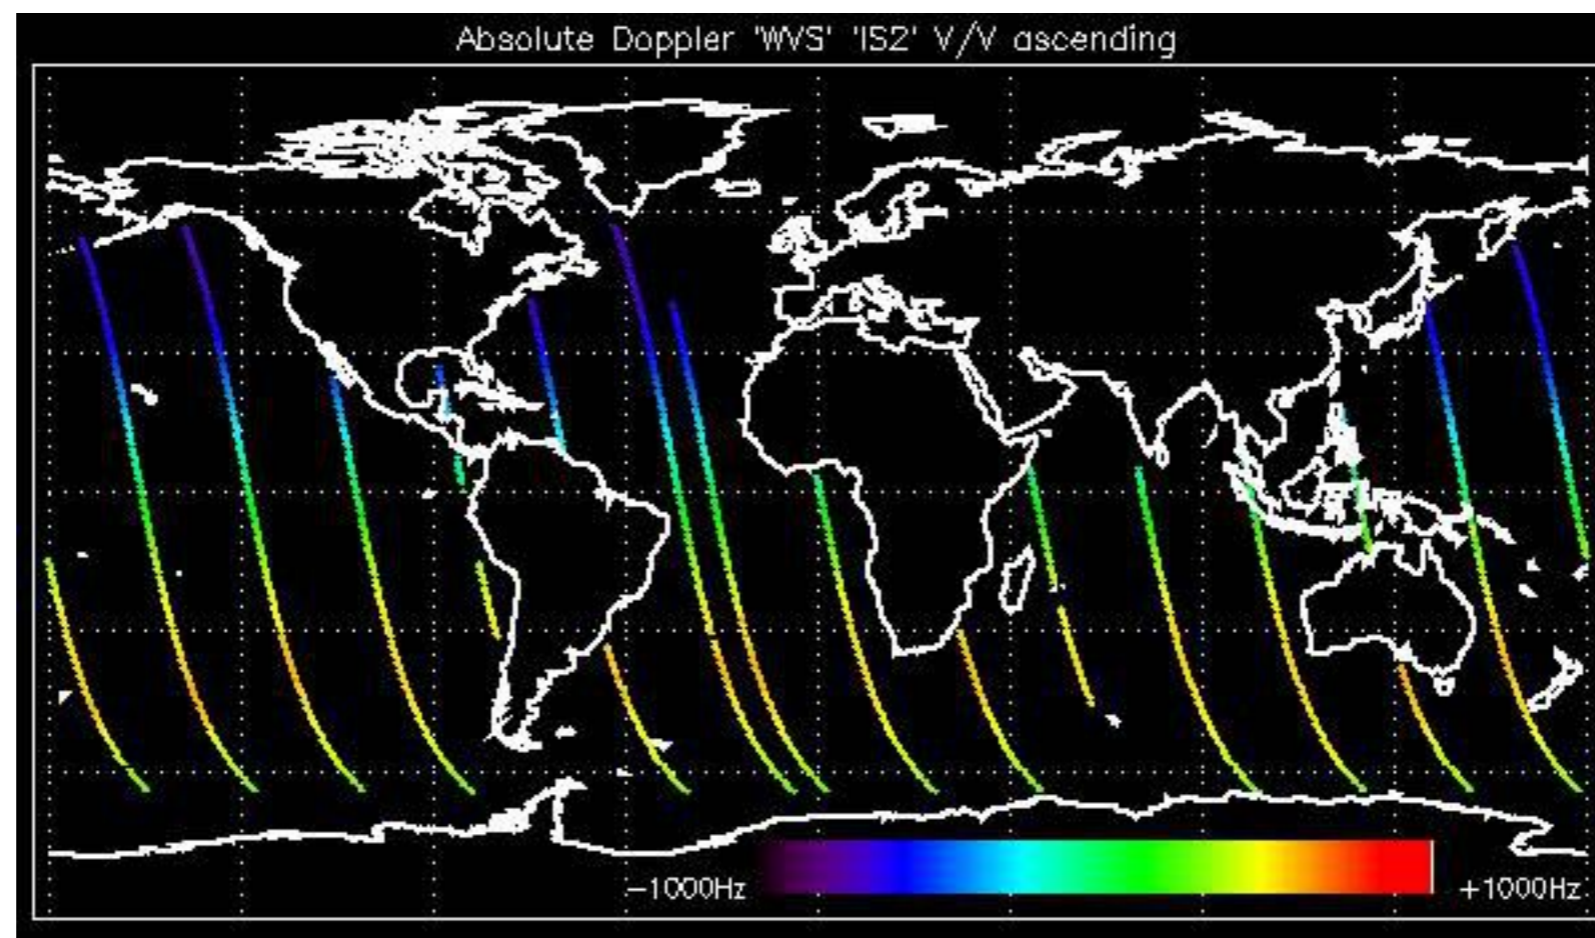 Absolute Doppler 'WVS' 'IS2' V/V ascending
−1000Hz
+1000Hz